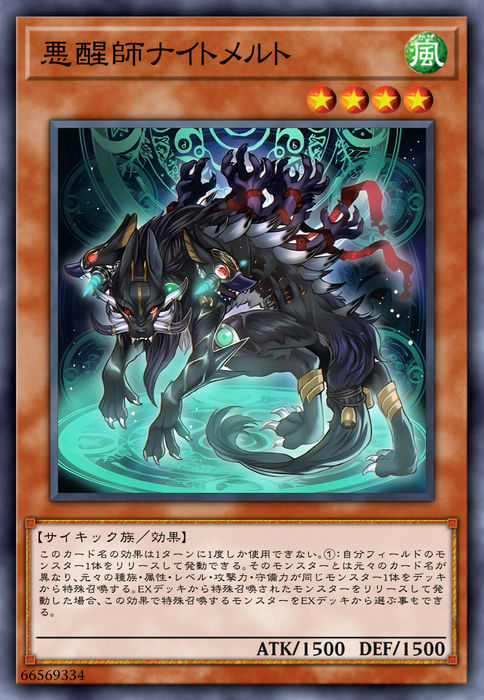 悪醒師ナイトメルト
かぜ
風
【サイキック族／効果】
このカード名の効果は1ターンに1度しか使用できない。①：自分フィールドのモ
ンスター1体をリリースして発動できる。そのモンスターとは元々のカード名が
異なり、元々の種族・属性・レベル・攻撃力・守備力が同じモンスター1体をデッキ
から特殊召喚する。EXデッキから特殊召喚されたモンスターをリリースして発
動した場合、この効果で特殊召喚するモンスターをEXデッキから選ぶ事もでき
る。
ATK/1500 DEF/1500
66569334